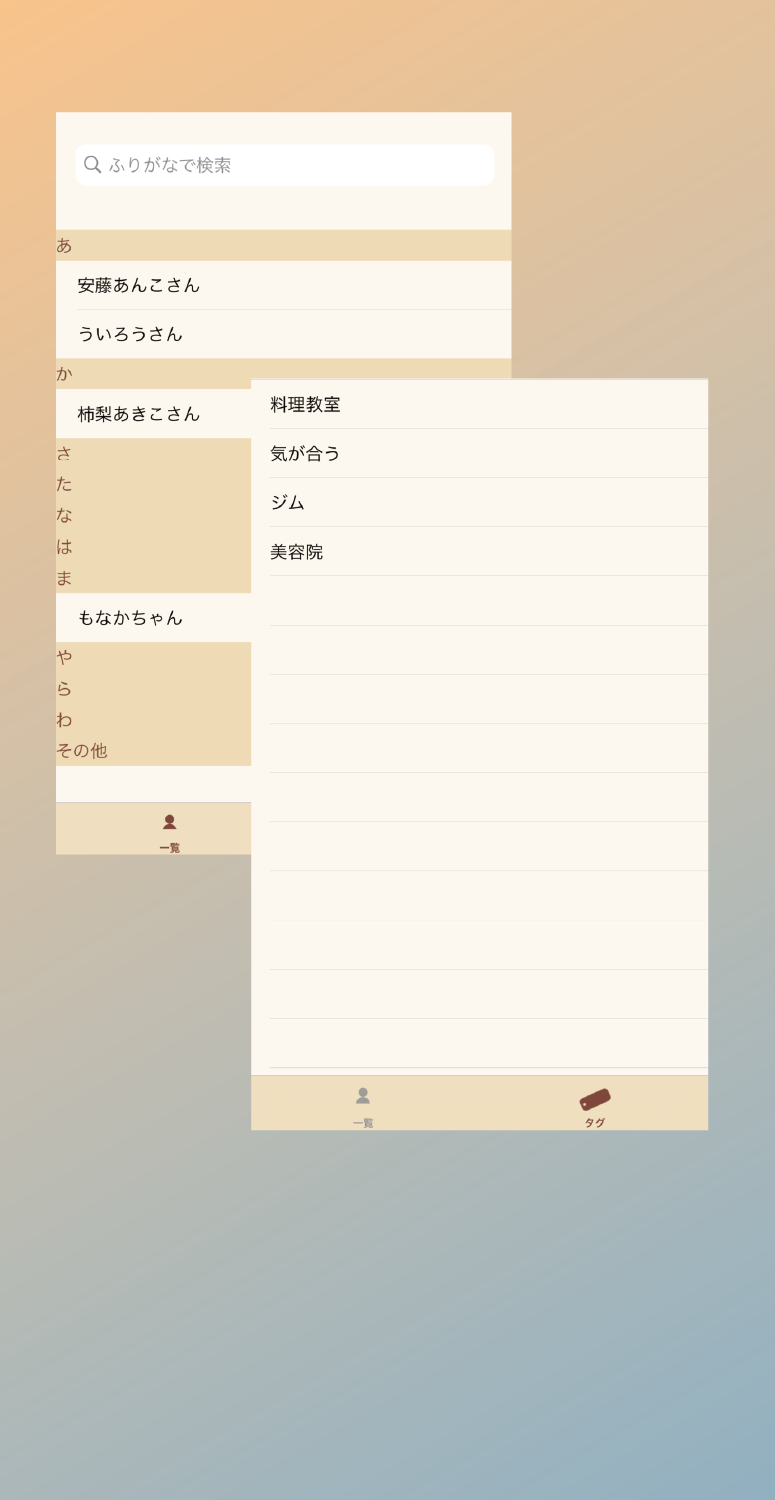 ふりがなで検索
あ
安藤あんこさん
ういろうさん
か
柿梨あきこさん
さ
た
な
は
ま
もなかちゃん
や
ら
わ
その他
一覧
料理教室
気が合う
ジム
美容院
一覧
タグ